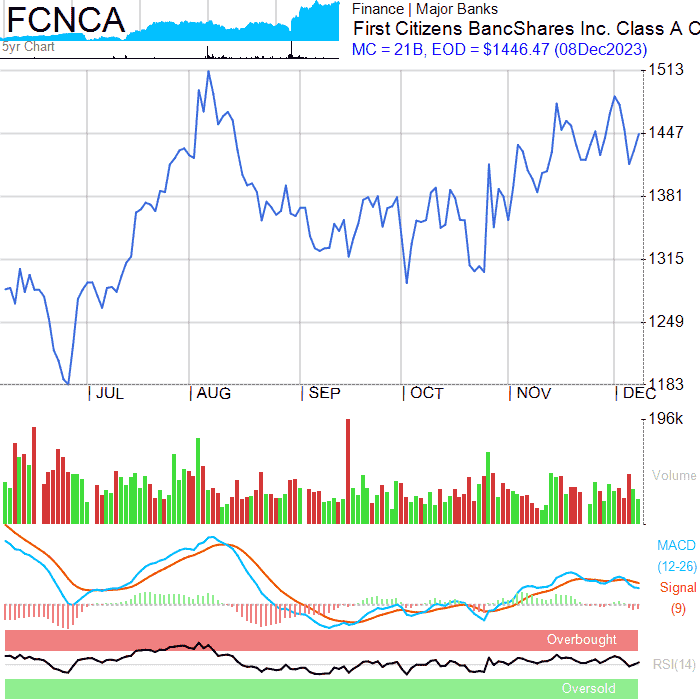 FCNCA
5yr Chart
Finance | Major Banks
First Citizens BancShares Inc. Class A C
MC = 21B, EOD = $1446.47 (08Dec2023)
1513
1447
1381
1315
1249
1183
JUL AUG SEP OCT NOV DEC
196k
Volume
MACD
(12-26)
Signal
(9)
Overbought
RSI(14)
Oversold